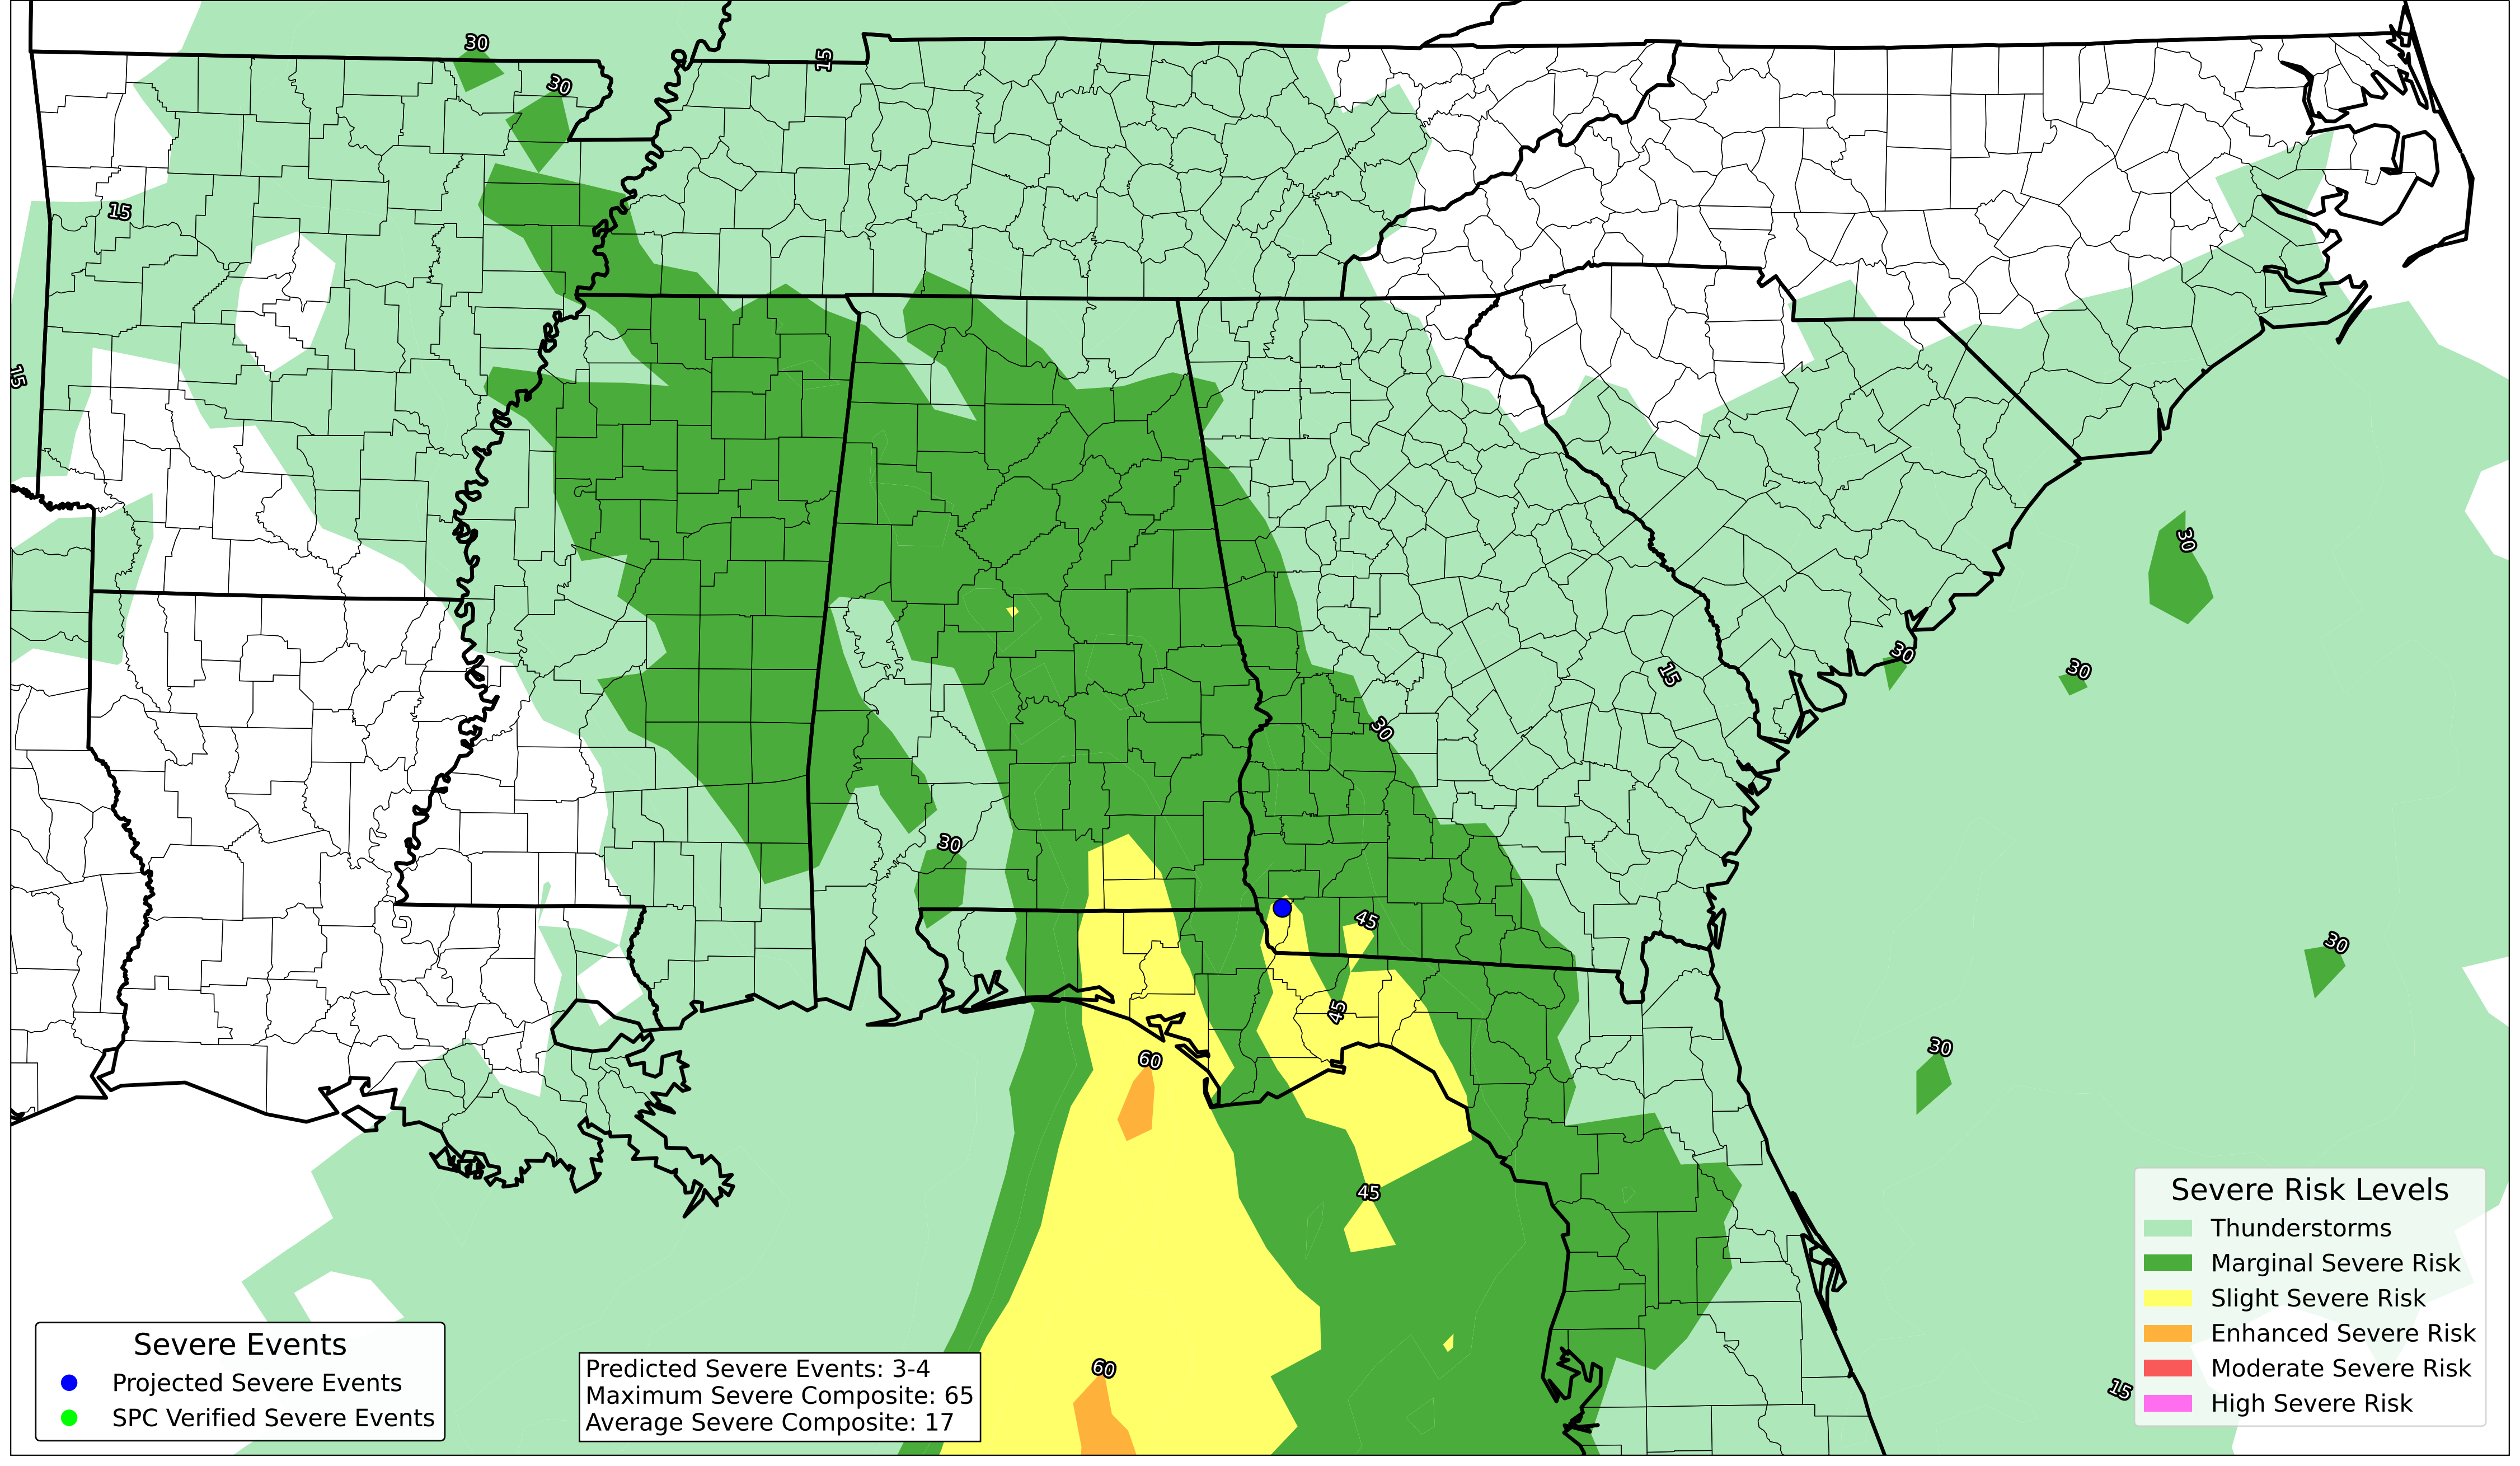 30
15
30
15
15
30
30
15
30
30
30
45
30
45
30
60
45
60
15
Severe Risk Levels
Thunderstorms
Marginal Severe Risk
Slight Severe Risk
Enhanced Severe Risk
Moderate Severe Risk
High Severe Risk
Severe Events
Projected Severe Events
SPC Verified Severe Events
Predicted Severe Events: 3-4
Maximum Severe Composite: 65
Average Severe Composite: 17